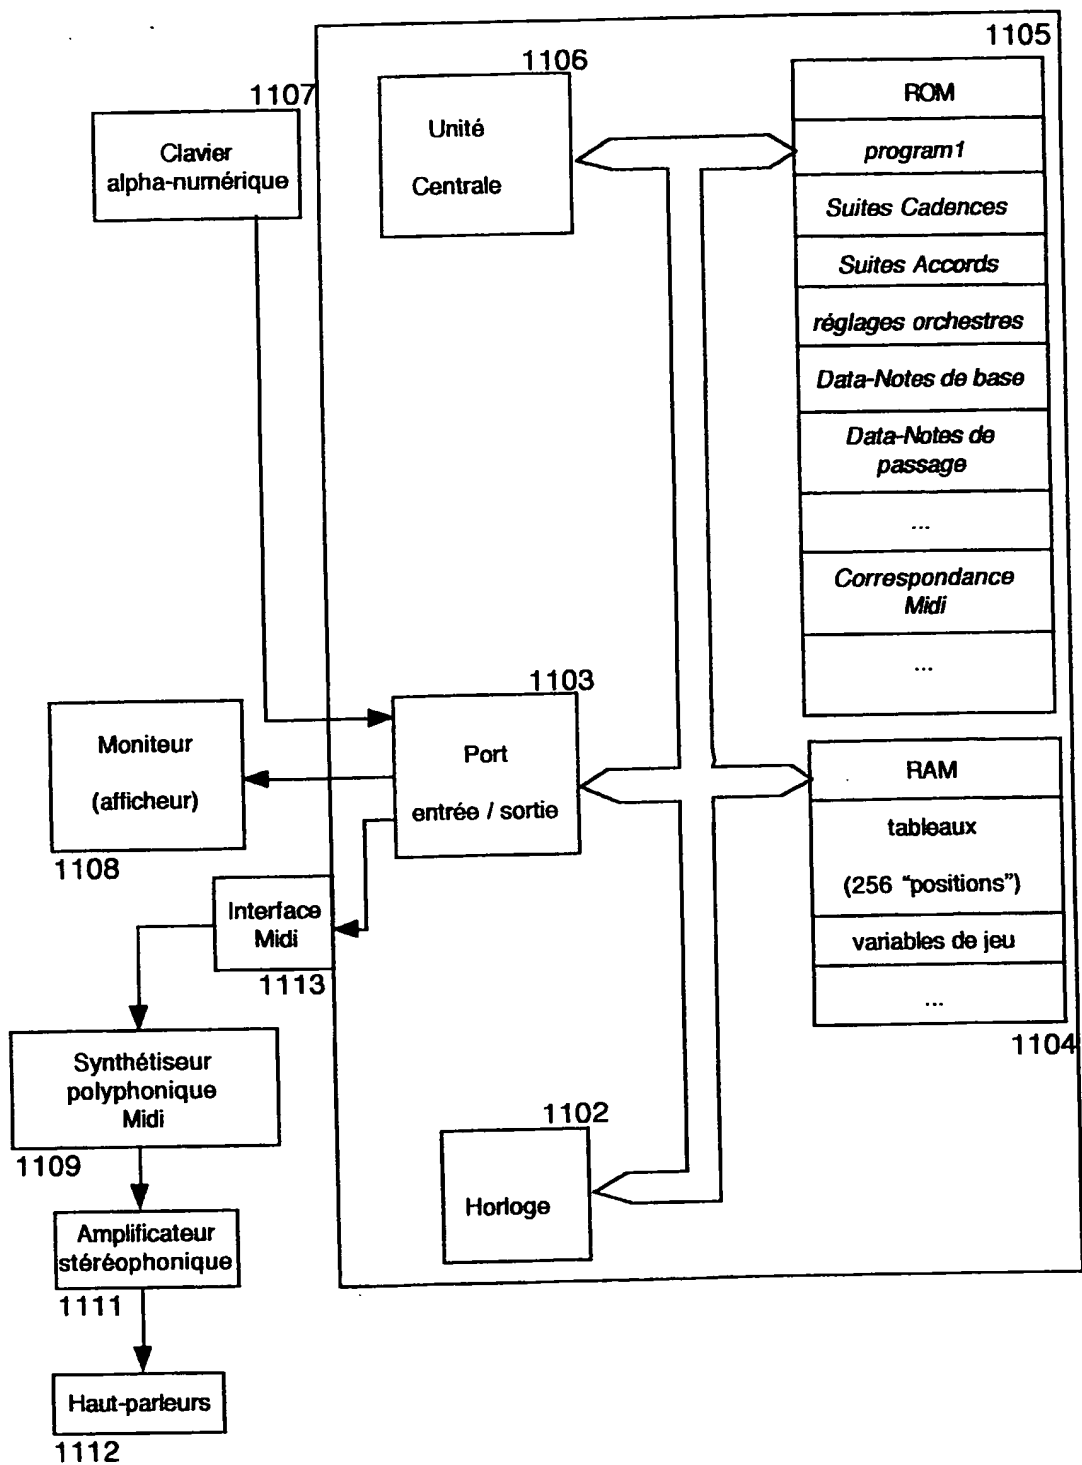 1105
1106
1107
ROM
Unité
Centrale
Clavier
alpha-numérique
program1
Suites Cadences
Suites Accords
réglages orchestres
Data-Notes de base
Data-Notes de
passage
...
Correspondance
Midi
...
1103
Port
entrée / sortie
Moniteur
(afficheur)
1108
RAM
tableaux
(256 "positions")
variables de jeu
...
1104
Interface
Midi
1113
Synthétiseur
polyphonique
Midi
1109
1102
Horloge
Amplificateur
stéréophonique
1111
Haut-parleurs
1112